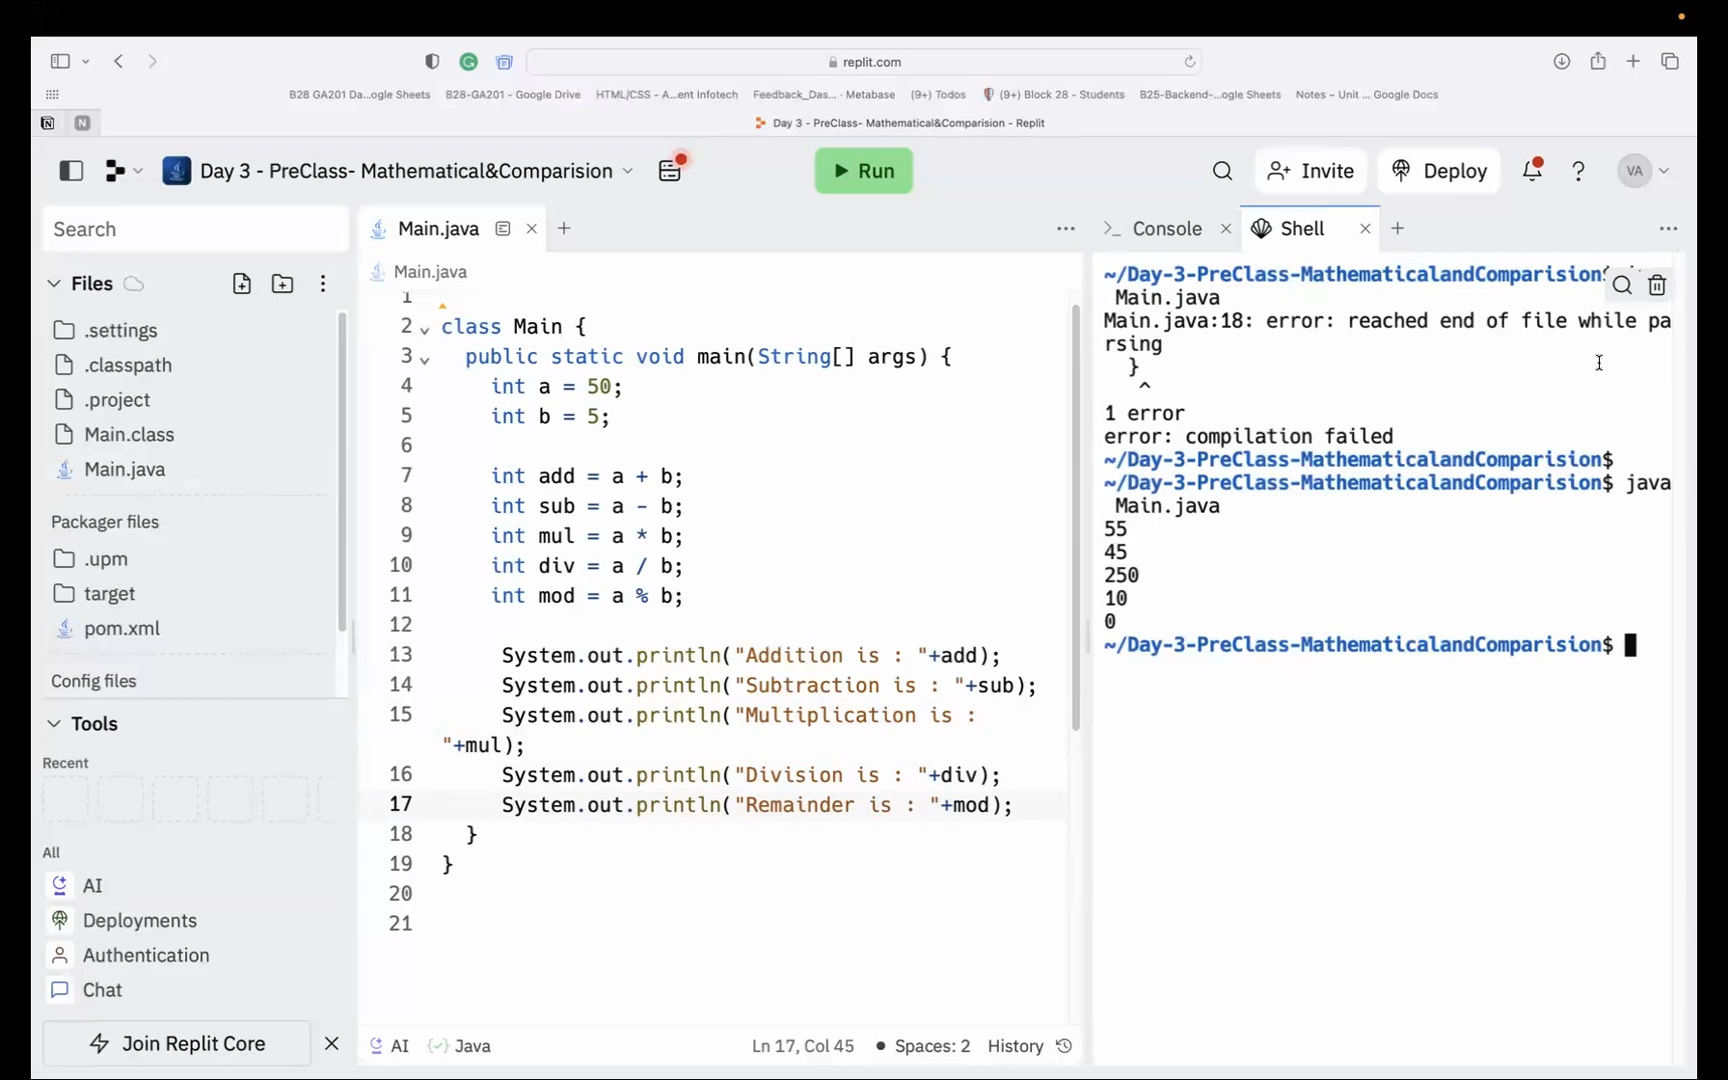 replit.com
B28 GA201 Da...ogle Sheets
B28-GA201 - Google Drive
HTML/CSS - A...ent Infotech
Feedback_Das... · Metabase
(9+) Todos
(9+) Block 28 - Students
B25-Backend-...ogle Sheets
Notes – Unit ... Google Docs
N
Day 3 - PreClass- Mathematical&Comparision - Replit
Day 3 - PreClass- Mathematical&Comparision
Run
Invite
Deploy
VA
Search
Files
.settings
.classpath
.project
Main.class
Main.java
Packager files
.upm
target
pom.xml
Config files
Tools
Recent
All
AI
Deployments
Authentication
Chat
Join Replit Core
Main.java
Main.java
1
2 class Main {
3 public static void main(String[] args) {
4 int a = 50;
5 int b = 5;
6
7 int add = a + b;
8 int sub = a - b;
9 int mul = a * b;
10 int div = a / b;
11 int mod = a % b;
12
13 System.out.println("Addition is : "+add);
14 System.out.println("Subtraction is : "+sub);
15 System.out.println("Multiplication is :
"+mul);
16 System.out.println("Division is : "+div);
17 System.out.println("Remainder is : "+mod);
18 }
19 }
20
21
AI
Java
Ln 17, Col 45
Spaces: 2
History
Console
Shell
~/Day-3-PreClass-MathematicalandComparision
Main.java
Main.java:18: error: reached end of file while pa
rsing
}
^
1 error
error: compilation failed
~/Day-3-PreClass-MathematicalandComparision$
~/Day-3-PreClass-MathematicalandComparision$ java
Main.java
55
45
250
10
0
~/Day-3-PreClass-MathematicalandComparision$